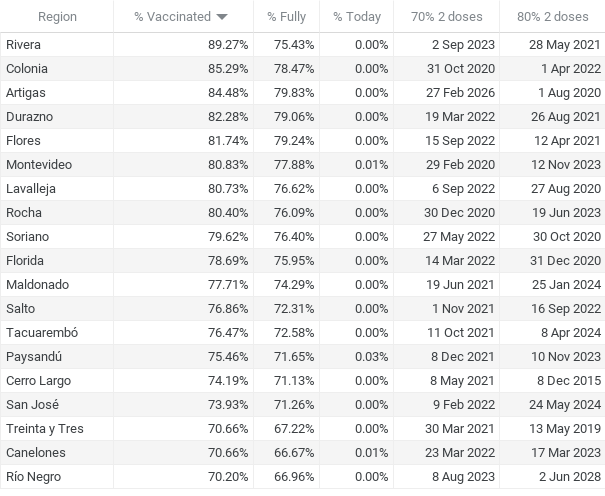 Region % Vaccinated % Fully % Today 70% 2 doses 80% 2 doses
Rivera 89.27% 75.43% 0.00% 2 Sep 2023 28 May 2021
Colonia 85.29% 78.47% 0.00% 31 Oct 2020 1 Apr 2022
Artigas 84.48% 79.83% 0.00% 27 Feb 2026 1 Aug 2020
Durazno 82.28% 79.06% 0.00% 19 Mar 2022 26 Aug 2021
Flores 81.74% 79.24% 0.00% 15 Sep 2022 12 Apr 2021
Montevideo 80.83% 77.88% 0.01% 29 Feb 2020 12 Nov 2023
Lavalleja 80.73% 76.62% 0.00% 6 Sep 2022 27 Aug 2020
Rocha 80.40% 76.09% 0.00% 30 Dec 2020 19 Jun 2023
Soriano 79.62% 76.40% 0.00% 27 May 2022 30 Oct 2020
Florida 78.69% 75.95% 0.00% 14 Mar 2022 31 Dec 2020
Maldonado 77.71% 74.29% 0.00% 19 Jun 2021 25 Jan 2024
Salto 76.86% 72.31% 0.00% 1 Nov 2021 16 Sep 2022
Tacuarembó 76.47% 72.58% 0.00% 11 Oct 2021 8 Apr 2024
Paysandú 75.46% 71.65% 0.03% 8 Dec 2021 10 Nov 2023
Cerro Largo 74.19% 71.13% 0.00% 8 May 2021 8 Dec 2015
San José 73.93% 71.26% 0.00% 9 Feb 2022 24 May 2024
Treinta y Tres 70.66% 67.22% 0.00% 30 Mar 2021 13 May 2019
Canelones 70.66% 66.67% 0.01% 23 Mar 2022 17 Mar 2023
Río Negro 70.20% 66.96% 0.00% 8 Aug 2023 2 Jun 2028